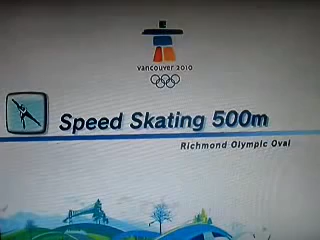 vancouver 2010
Speed Skating 500m
Richmond Olympic Oval